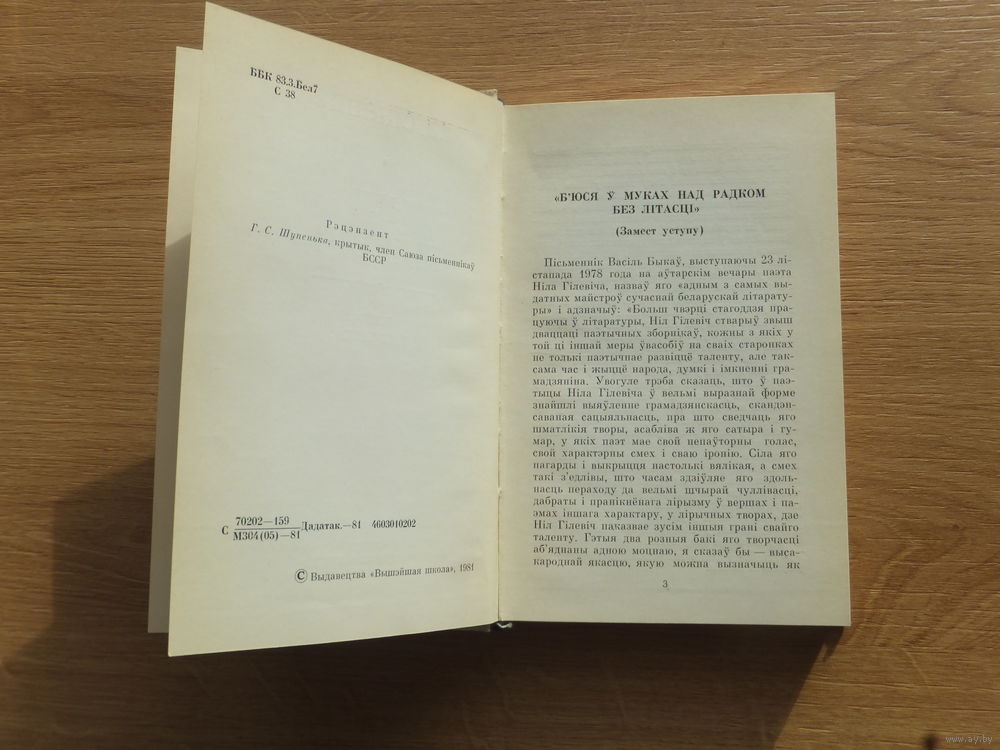 ББК 83.3.Бел7
С 38
Рэцэнзент
Г. С. Шупенька, крытык, член Саюза пісьменнікаў
БССР
С 70202—159
М304(05)—81 Дадатак.—81 4603010202
© Выдавецтва «Вышэйшая школа», 1981
«Б'ЮСЯ Ў МУКАХ НАД РАДКОМ
БЕЗ ЛІТАСЦІ»
(Замест уступу)
Пісьменнік Васіль Быкаў, выступаючы 23 лі-
стапада 1978 года на аўтарскім вечары паэта
Ніла Гілевіча, назваў яго «адным з самых вы-
датных майстроў сучаснай беларускай літарату-
ры» і адзначыў: «Больш чвэрці стагоддзя пра-
цуючы ў літаратуры, Ніл Гілевіч стварыў звыш
дваццаці паэтычных зборнікаў, кожны з якіх у
той ці іншай меры ўвасобіў на сваіх старонках
не толькі паэтычнае развіццё таленту, але так-
сама час і жыццё народа, думкі і імкненні гра-
мадзяніна. Увогуле трэба сказаць, што ў паэ-
тыцы Ніла Гілевіча ў вельмі выразнай форме
знайшлі выяўленне грамадзянскасць, сканден-
саваная сацыяльнасць, пра што сведчаць яго
шматлікія творы, асабліва ж яго сатыра і гу-
мар, у якіх паэт мае свой непаўторны голас,
свой характэрны смех і сваю іронію. Сіла яго
пагарды і выкрыцця настолькі вялікая, а смех
такі з'едлівы, што часам здзіўляе яго здоль-
насць пераходу да вельмі шчырай чуллівасці,
дабраты і пранікнёнага лірызму ў вершах і па-
эмах іншага характару, у лірычных творах, дзе
Ніл Гілевіч паказвае зусім іншыя грані свайго
таленту. Гэтыя два розныя бакі яго творчасці
аб'яднаны адною моцнаю, я сказаў бы — выса-
кароднай якасцю, якую можна вызначыць як
3
www.ay.by